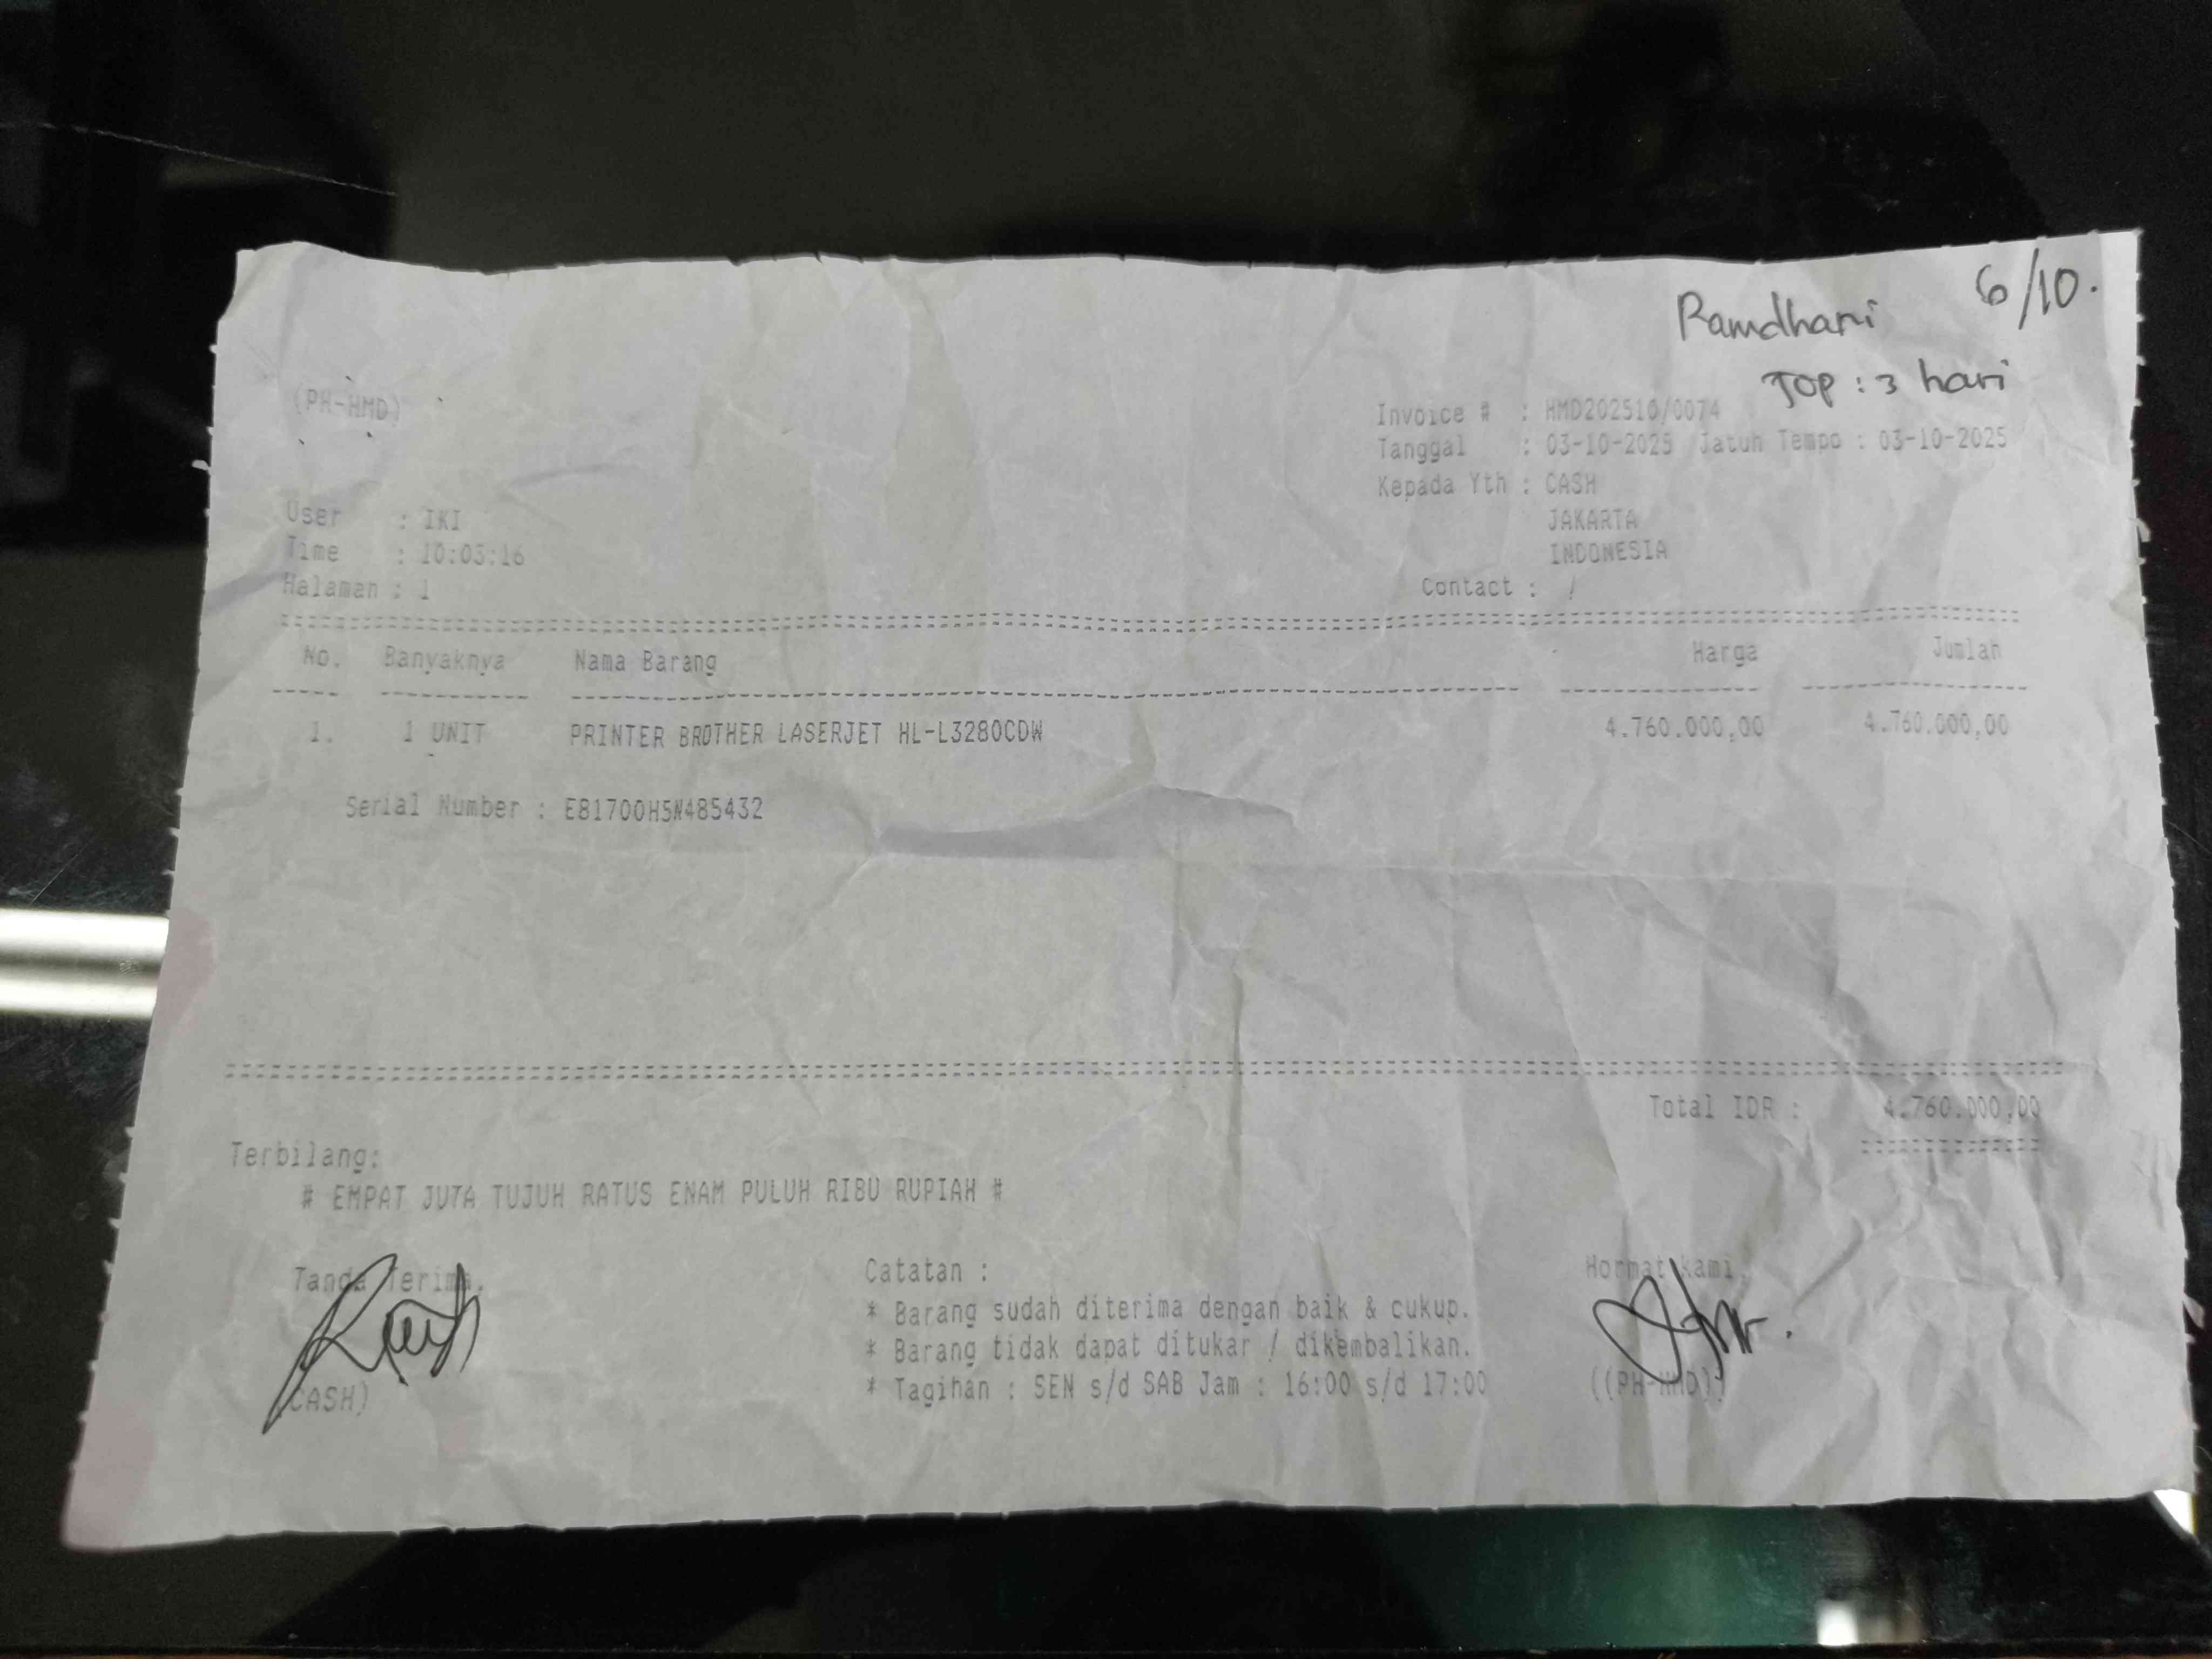 Ramdhani 6/10.
TOP : 3 hari
(PH-HMD)
Invoice # : HMD202510/0074
Tanggal : 03-10-2025 Jatuh Tempo : 03-10-2025
Kepada Yth : CASH
JAKARTA
INDONESIA
Contact : /
User : IKI
Time : 10:03:16
Halaman : 1
No. Banyaknya Nama Barang Harga Jumlah
1. 1 UNIT PRINTER BROTHER LASERJET HL-L3280CDW 4.760.000,00 4.760.000,00
Serial Number : E81700H5N485432
Total IDR : 4.760.000,00
Terbilang:
# EMPAT JUTA TUJUH RATUS ENAM PULUH RIBU RUPIAH #
Tanda Terima,
(CASH)
Catatan :
* Barang sudah diterima dengan baik & cukup.
* Barang tidak dapat ditukar / dikembalikan.
* Tagihan : SEN s/d SAB Jam : 16:00 s/d 17:00
Hormat kami,
((PH-HMD))